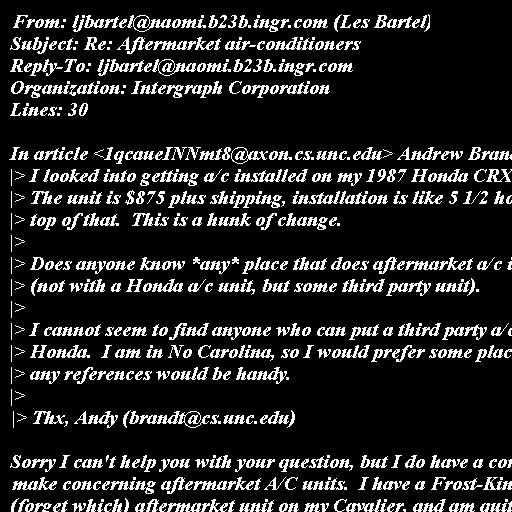 From: ljbartel@naomi.b23b.ingr.com (Les Bartel)
Subject: Re: Aftermarket air-conditioners
Reply-To: ljbartel@naomi.b23b.ingr.com
Organization: Intergraph Corporation
Lines: 30
In article <1qcaueINNmt8@axon.cs.unc.edu> Andrew
|> I looked into getting a/c installed on my 1987 Honda CRX
|> The unit is $875 plus shipping, installation is like 5 1/2
|> top of that.  This is a hunk of change.
|>
|> Does anyone know *any* place that does aftermarket a/c
|> (not with a Honda a/c unit, but some third party unit).
|>
|> I cannot seem to find anyone who can put a third party
|> Honda.  I am in No Carolina, so I would prefer some
|> any references would be handy.
|>
|> Thx, Andy (brandt@cs.unc.edu)
Sorry I can't help you with your question, but I do have a
make concerning aftermarket A/C units.  I have a
(forget which) aftermarket unit on my Cavalier, and am